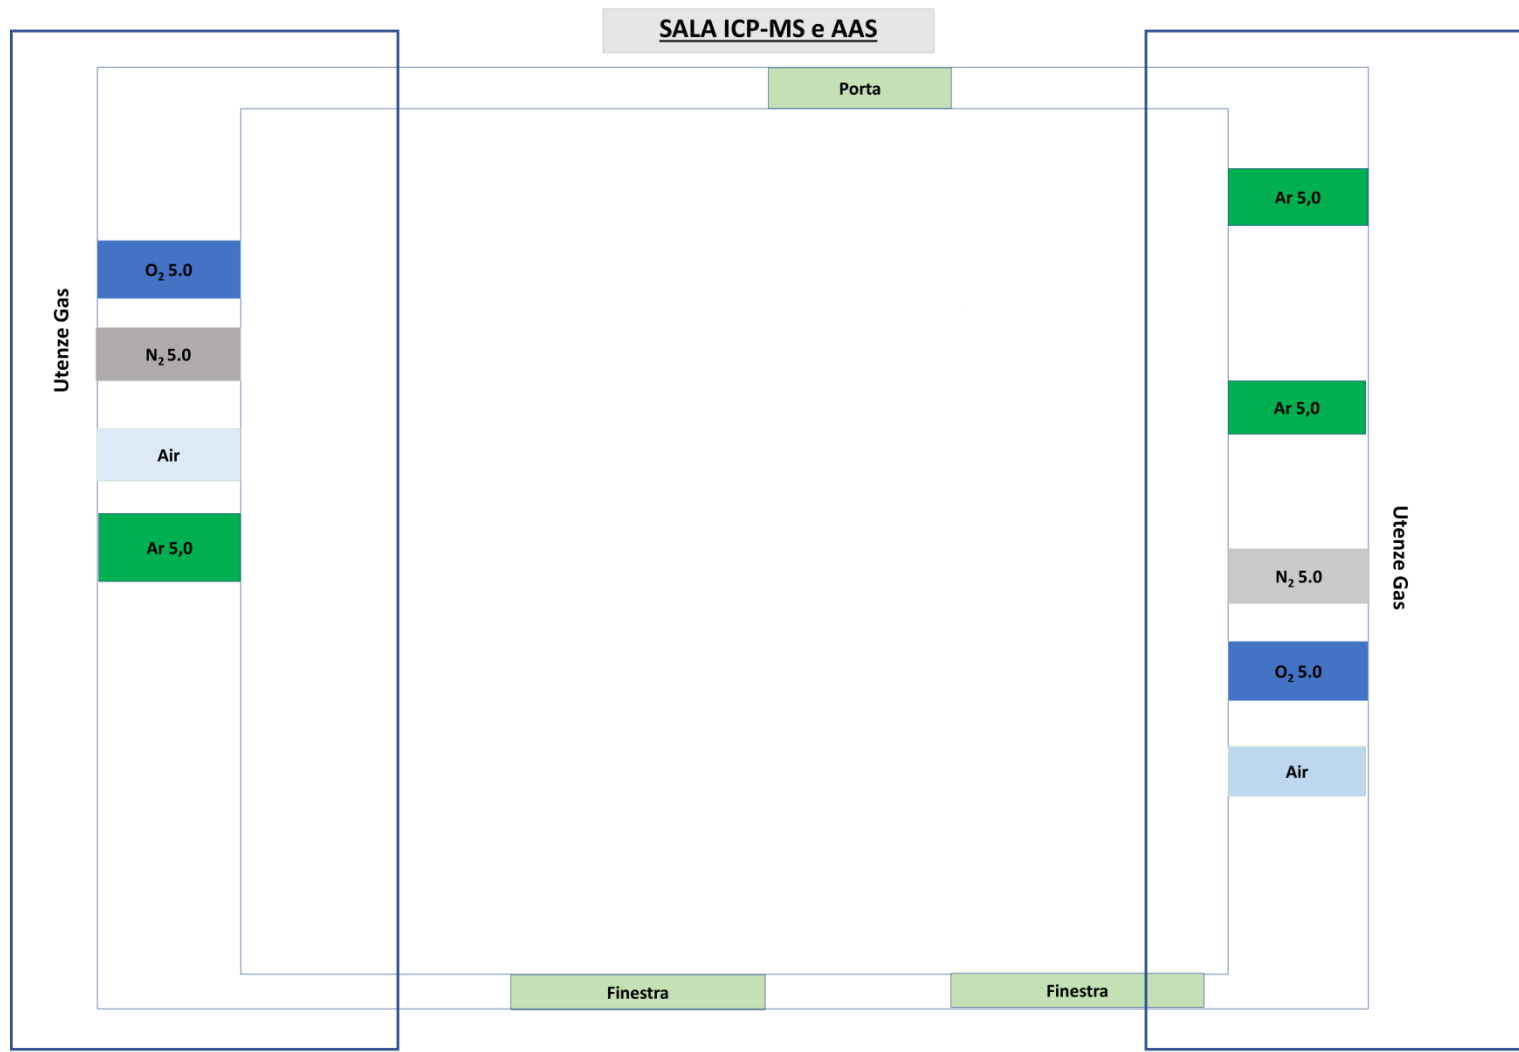 SALA ICP-MS e AAS
Porta
Utenze Gas
O₂ 5.0
N₂ 5.0
Air
Ar 5,0
Ar 5,0
Ar 5,0
N₂ 5.0
O₂ 5.0
Air
Utenze Gas
Finestra
Finestra